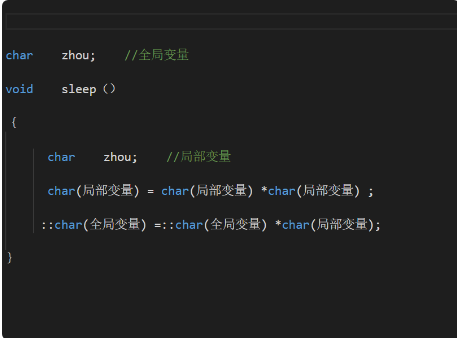 char    zhou;    //全局变量
void    sleep ()
{
char    zhou;    //局部变量
char(局部变量) = char(局部变量) *char(局部变量) ;
::char(全局变量) =::char(全局变量) *char(局部变量);
}